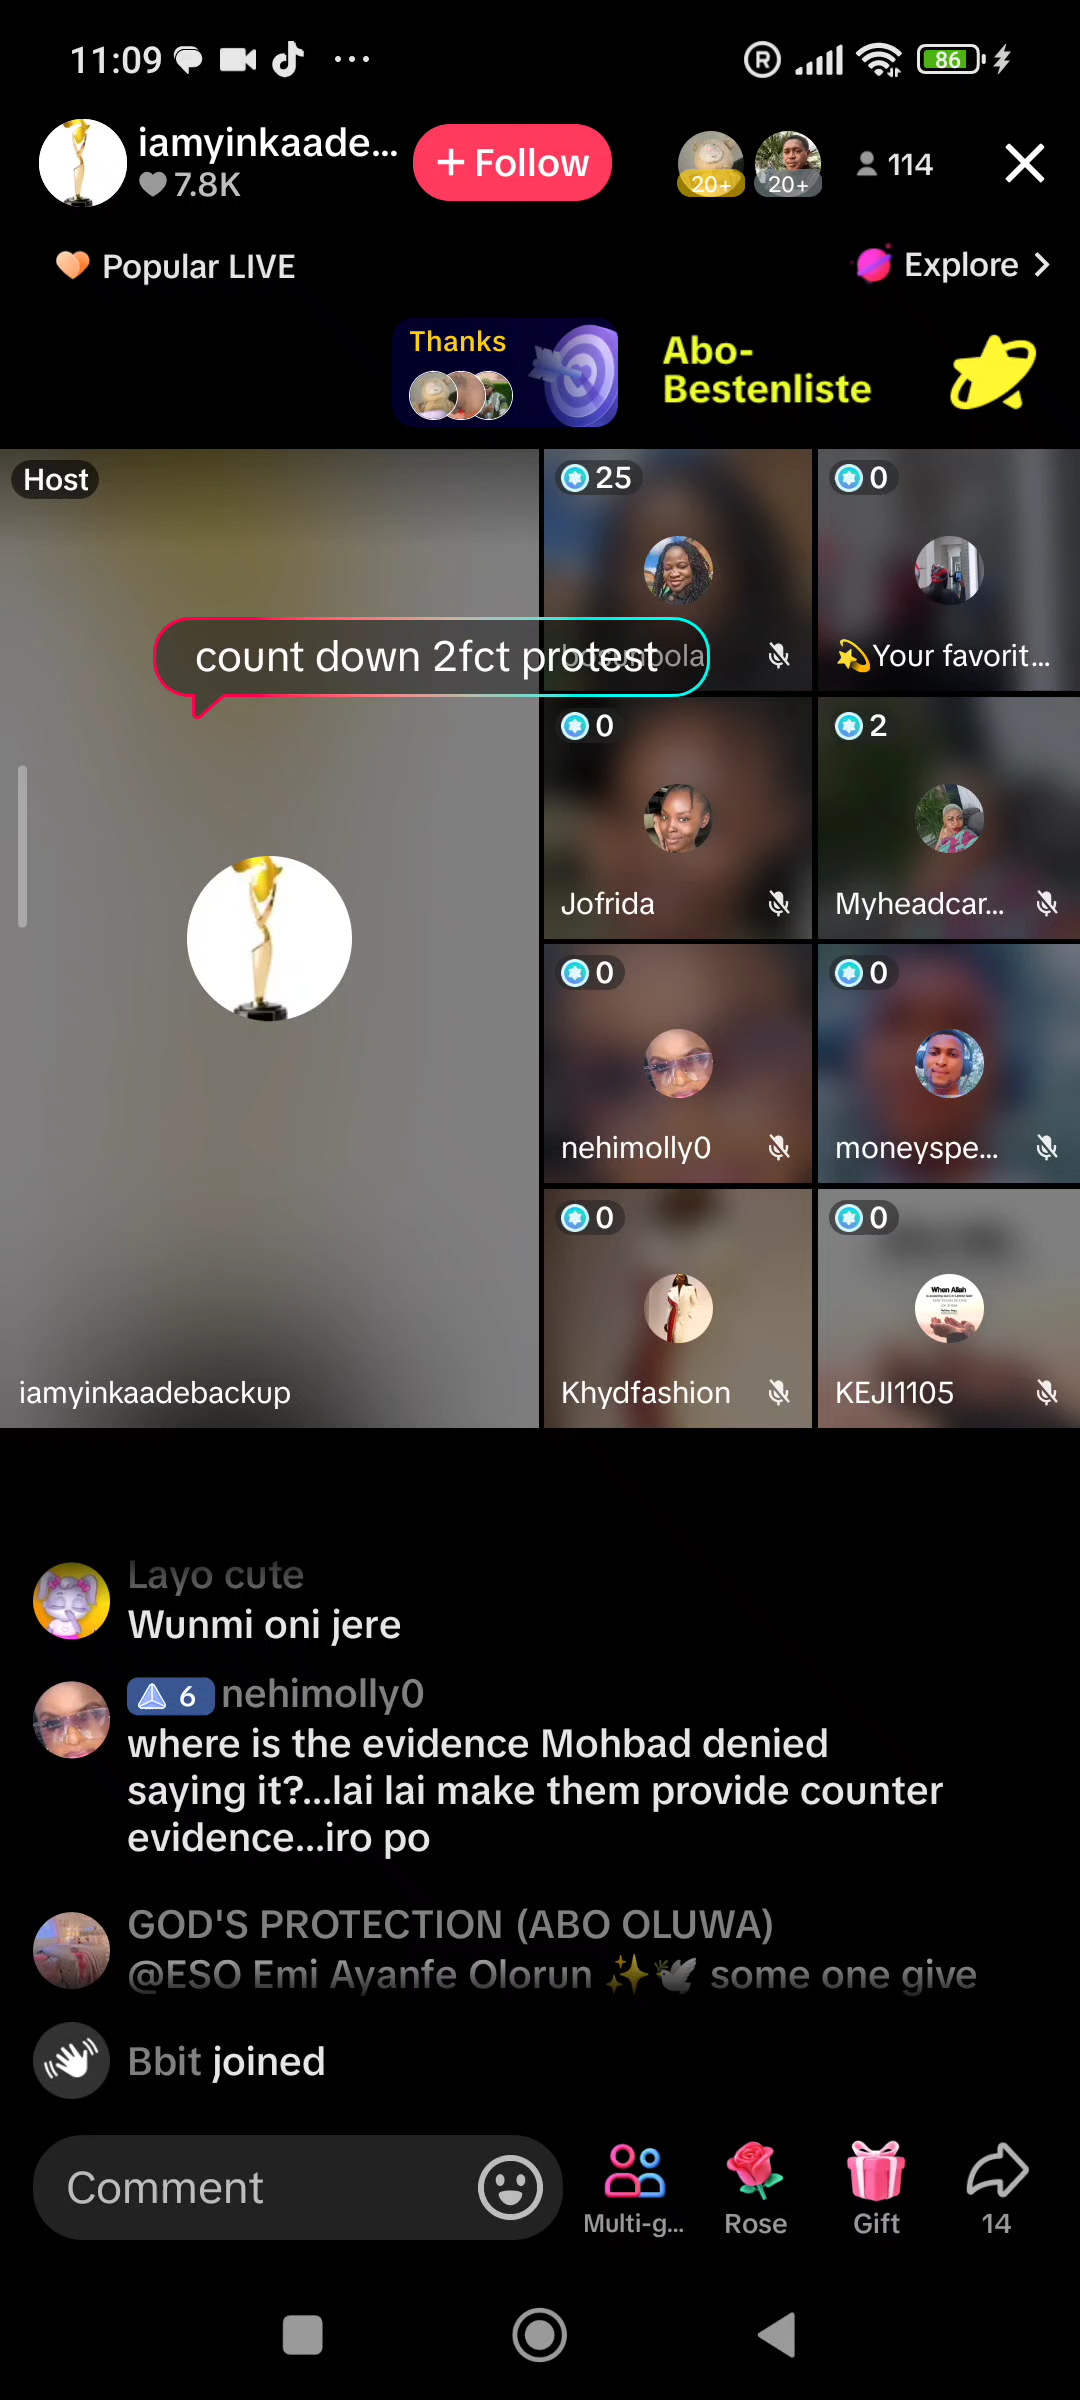 11:09
86
iamyinkaade...
7.8K
+ Follow
20+
20+
114
Popular LIVE
Explore
Thanks
Abo-
Bestenliste
Host
25
0
count down 2fct protest
💫Your favorit...
0
2
Jofrida
Myheadcar...
0
0
nehimolly0
moneyspe...
0
0
When Allah
iamyinkaadebackup
Khydfashion
KEJI1105
Layo cute
Wunmi oni jere
6 nehimolly0
where is the evidence Mohbad denied
saying it?...lai lai make them provide counter
evidence...iro po
GOD'S PROTECTION (ABO OLUWA)
@ESO Emi Ayanfe Olorun ✨🕊 some one give
Bbit joined
Comment
Multi-g...
Rose
Gift
14